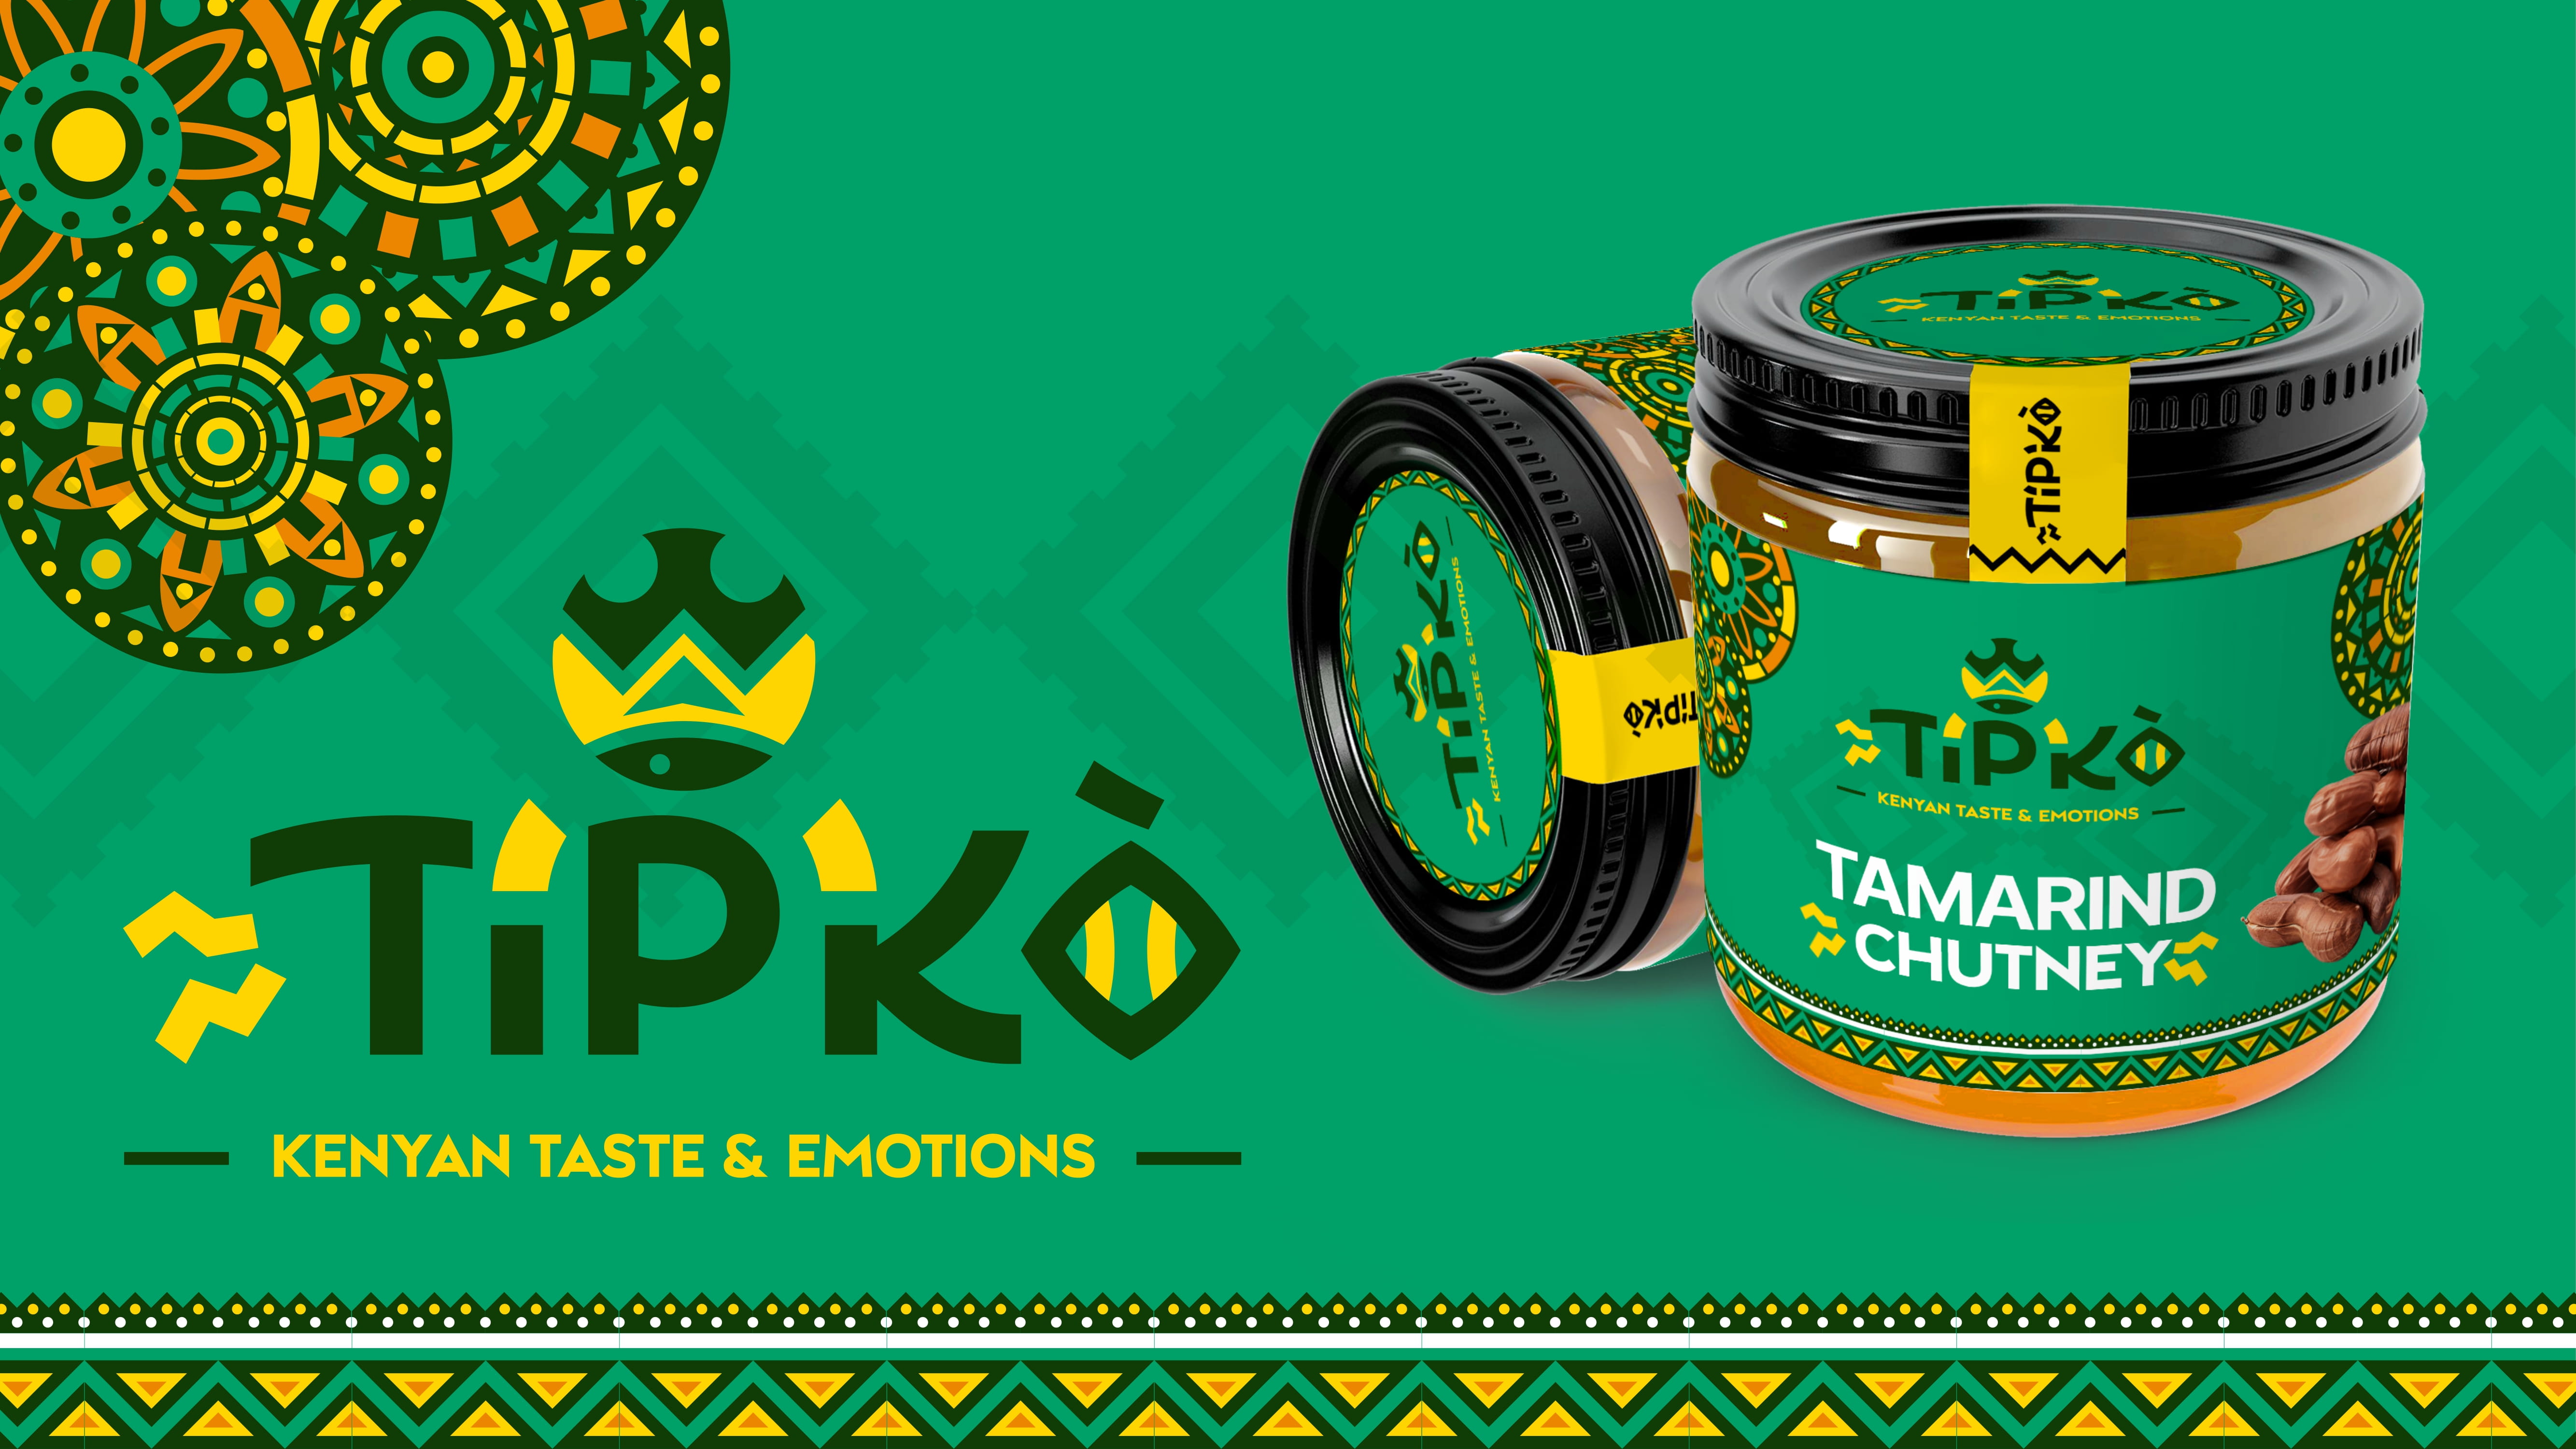 TiPKÒ
KENYAN TASTE & EMOTIONS
TiPKÒ
KENYAN TASTE & EMOTIONS
TiPKÒ
TiPKÒ
KENYAN TASTE & EMOTIONS
TiPKÒ
TiPKÒ
KENYAN TASTE & EMOTIONS
TAMARIND
CHUTNEY